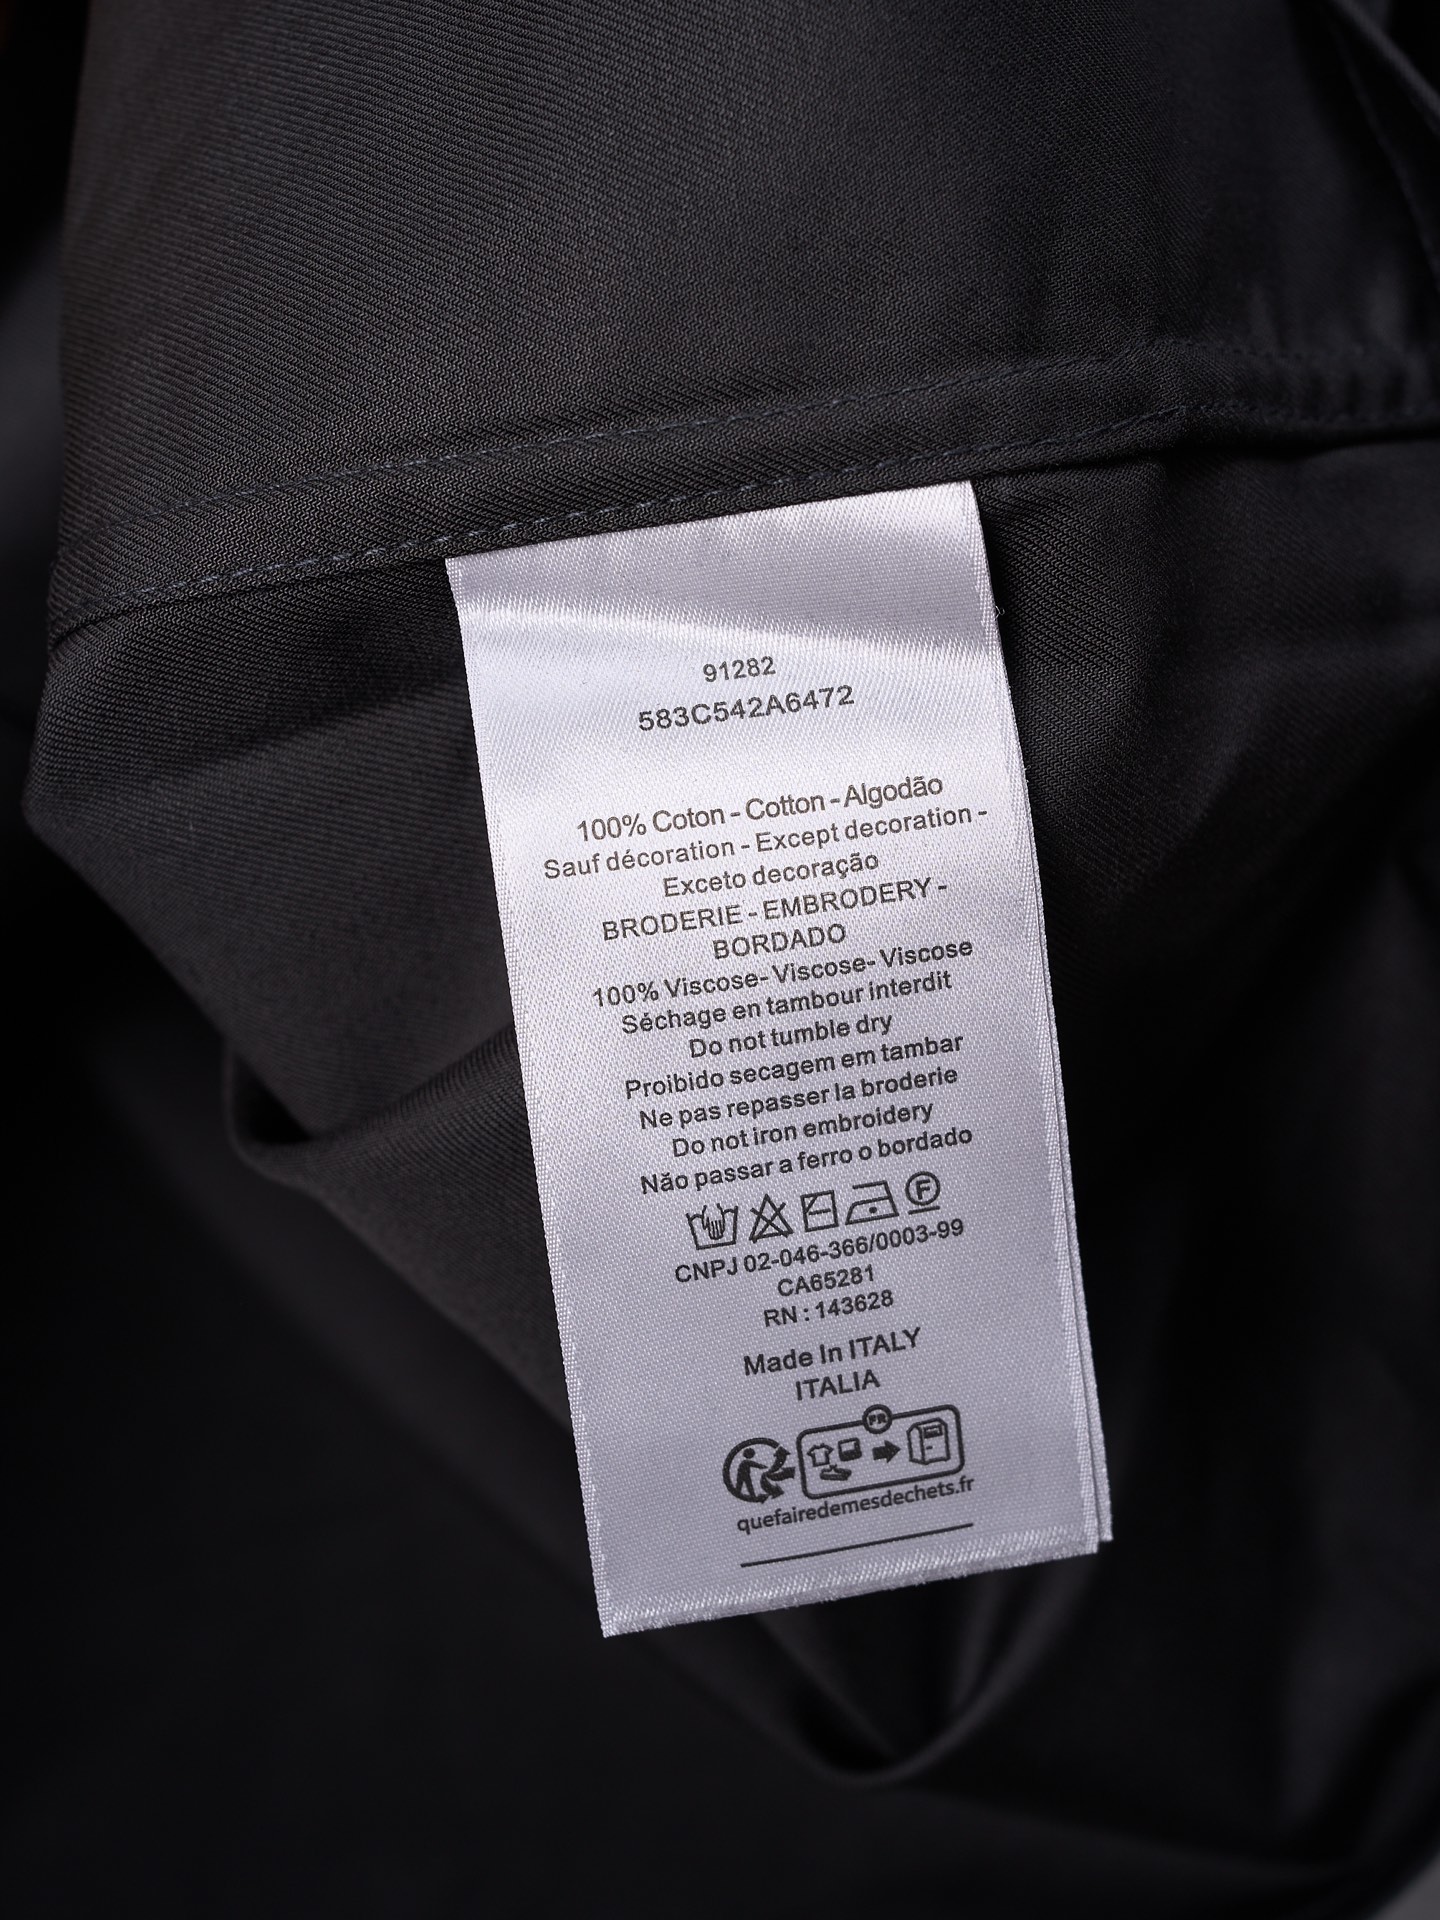 91282
583C542A6472
100% Coton - Cotton - Algodão
Sauf décoration - Except decoration -
Exceto decoração
BRODERIE - EMBRODERY -
BORDADO
100% Viscose- Viscose- Viscose
Séchage en tambour interdit
Do not tumble dry
Proibido secagem em tambar
Ne pas repasser la broderie
Do not iron embroidery
Não passar a ferro o bordado
F
CNPJ 02-046-366/0003-99
CA65281
RN : 143628
Made In ITALY
ITALIA
FR
quefairedemesdechets.fr